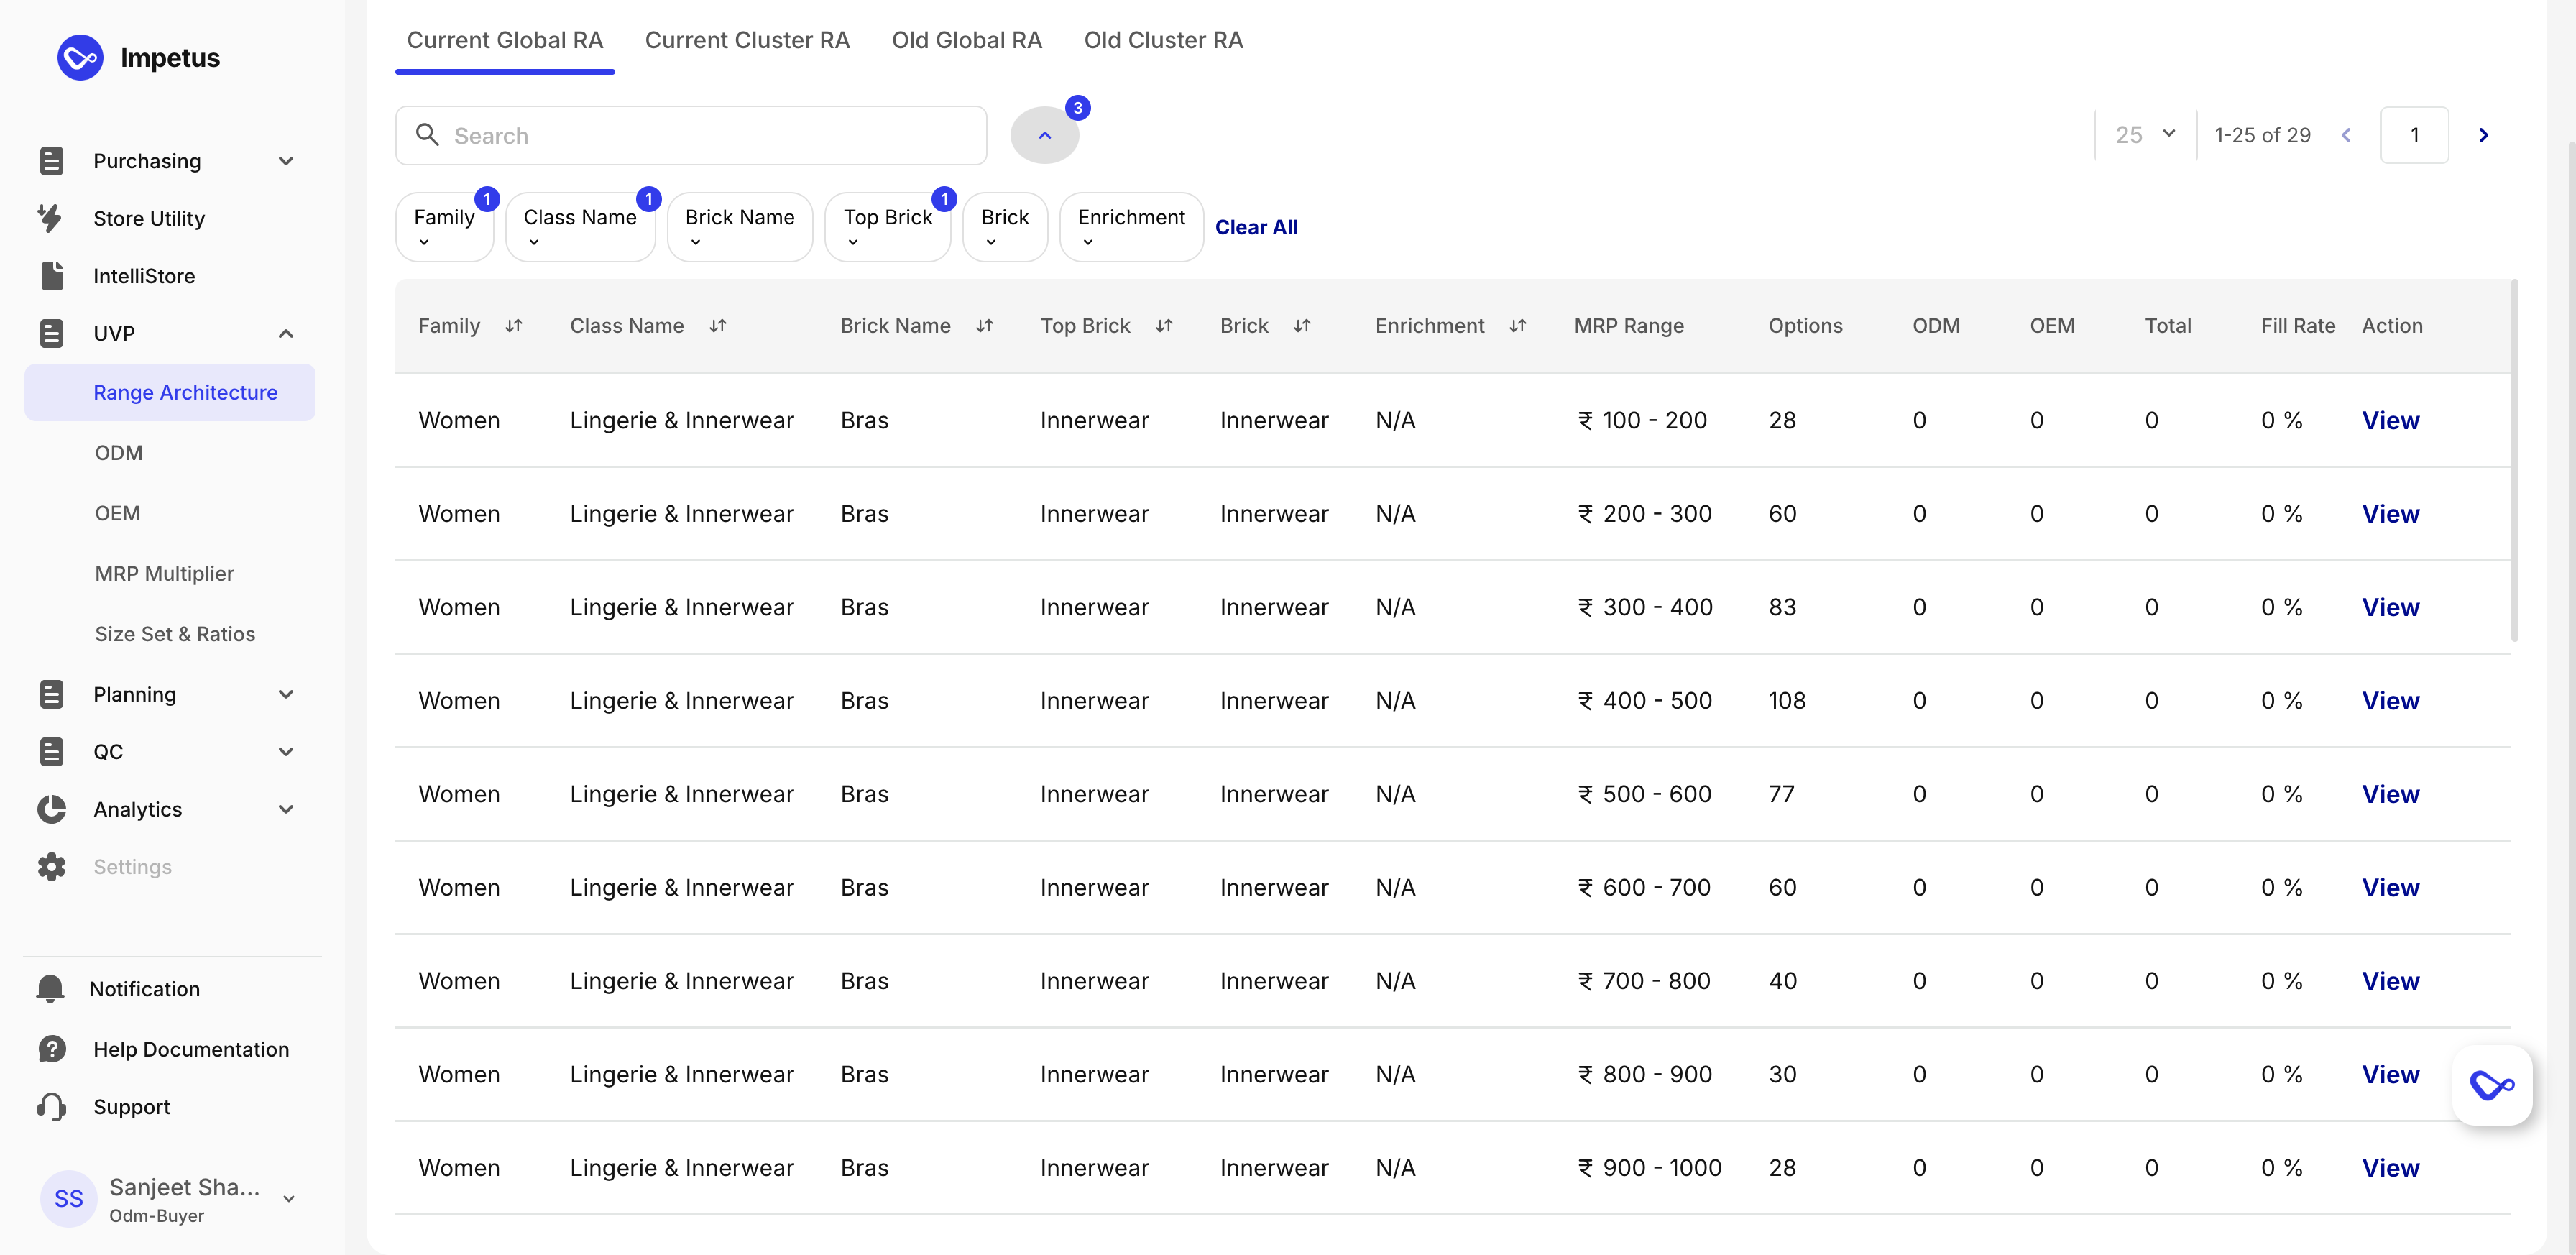 Impetus
Purchasing
Store Utility
IntelliStore
UVP
Range Architecture
ODM
OEM
MRP Multiplier
Size Set & Ratios
Planning
QC
Analytics
Settings
Notification
Help Documentation
Support
SS
Sanjeet Sha...
Odm-Buyer
Current Global RA Current Cluster RA Old Global RA Old Cluster RA
Search 3 25 1-25 of 29 1
Family 1 Class Name 1 Brick Name Top Brick 1 Brick Enrichment Clear All
Family Class Name Brick Name Top Brick Brick Enrichment MRP Range Options ODM OEM Total Fill Rate Action
Women Lingerie & Innerwear Bras Innerwear Innerwear N/A ₹ 100 - 200 28 0 0 0 0 % View
Women Lingerie & Innerwear Bras Innerwear Innerwear N/A ₹ 200 - 300 60 0 0 0 0 % View
Women Lingerie & Innerwear Bras Innerwear Innerwear N/A ₹ 300 - 400 83 0 0 0 0 % View
Women Lingerie & Innerwear Bras Innerwear Innerwear N/A ₹ 400 - 500 108 0 0 0 0 % View
Women Lingerie & Innerwear Bras Innerwear Innerwear N/A ₹ 500 - 600 77 0 0 0 0 % View
Women Lingerie & Innerwear Bras Innerwear Innerwear N/A ₹ 600 - 700 60 0 0 0 0 % View
Women Lingerie & Innerwear Bras Innerwear Innerwear N/A ₹ 700 - 800 40 0 0 0 0 % View
Women Lingerie & Innerwear Bras Innerwear Innerwear N/A ₹ 800 - 900 30 0 0 0 0 % View
Women Lingerie & Innerwear Bras Innerwear Innerwear N/A ₹ 900 - 1000 28 0 0 0 0 % View